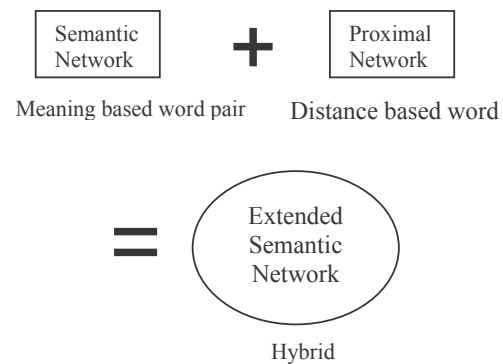 Semantic
Network
+
Proximal
Network
Meaning based word pair
Distance based word
=
Extended
Semantic
Network
Hybrid